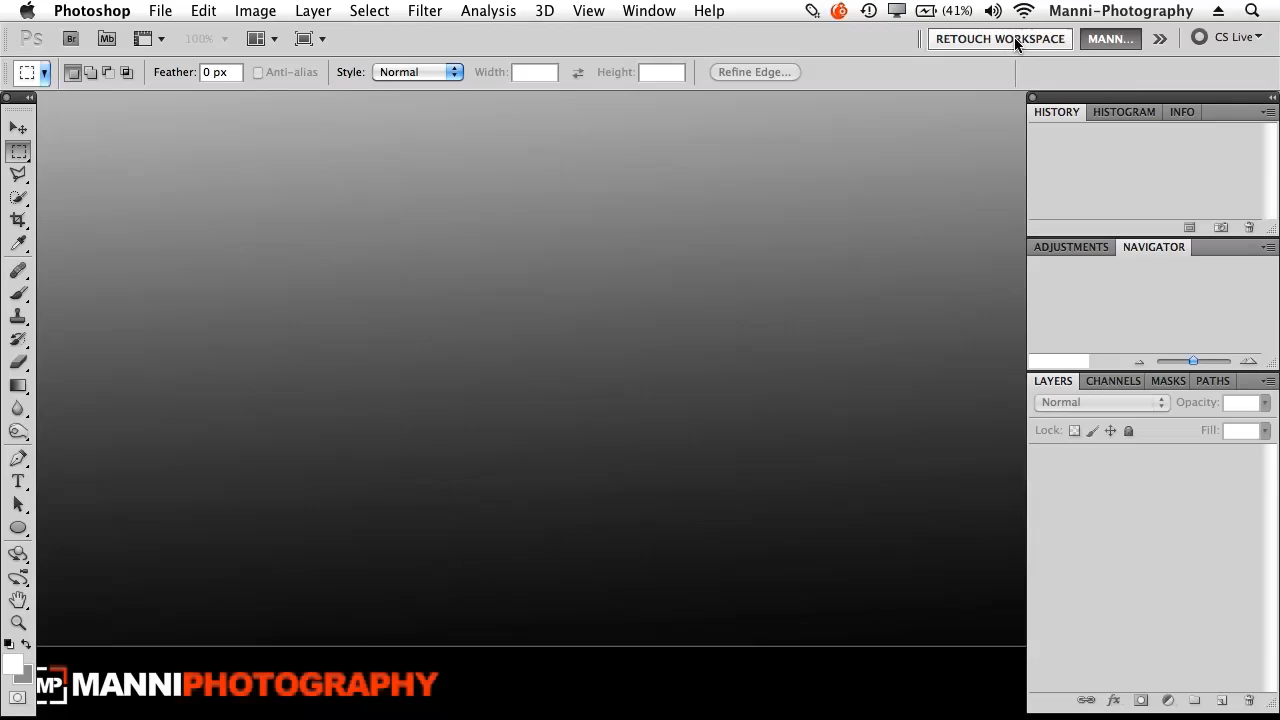 Photoshop File Edit Image Layer Select Filter Analysis 3D View Window Help (41%) Manni-Photography
Ps Br Mb 100% RETOUCH WORKSPACE MANN... CS Live
Feather: 0 px Anti-alias Style: Normal Width: Height: Refine Edge...
HISTORY HISTOGRAM INFO
ADJUSTMENTS NAVIGATOR
LAYERS CHANNELS MASKS PATHS
Normal Opacity:
Lock: Fill:
T
fx
MP MANNIPHOTOGRAPHY